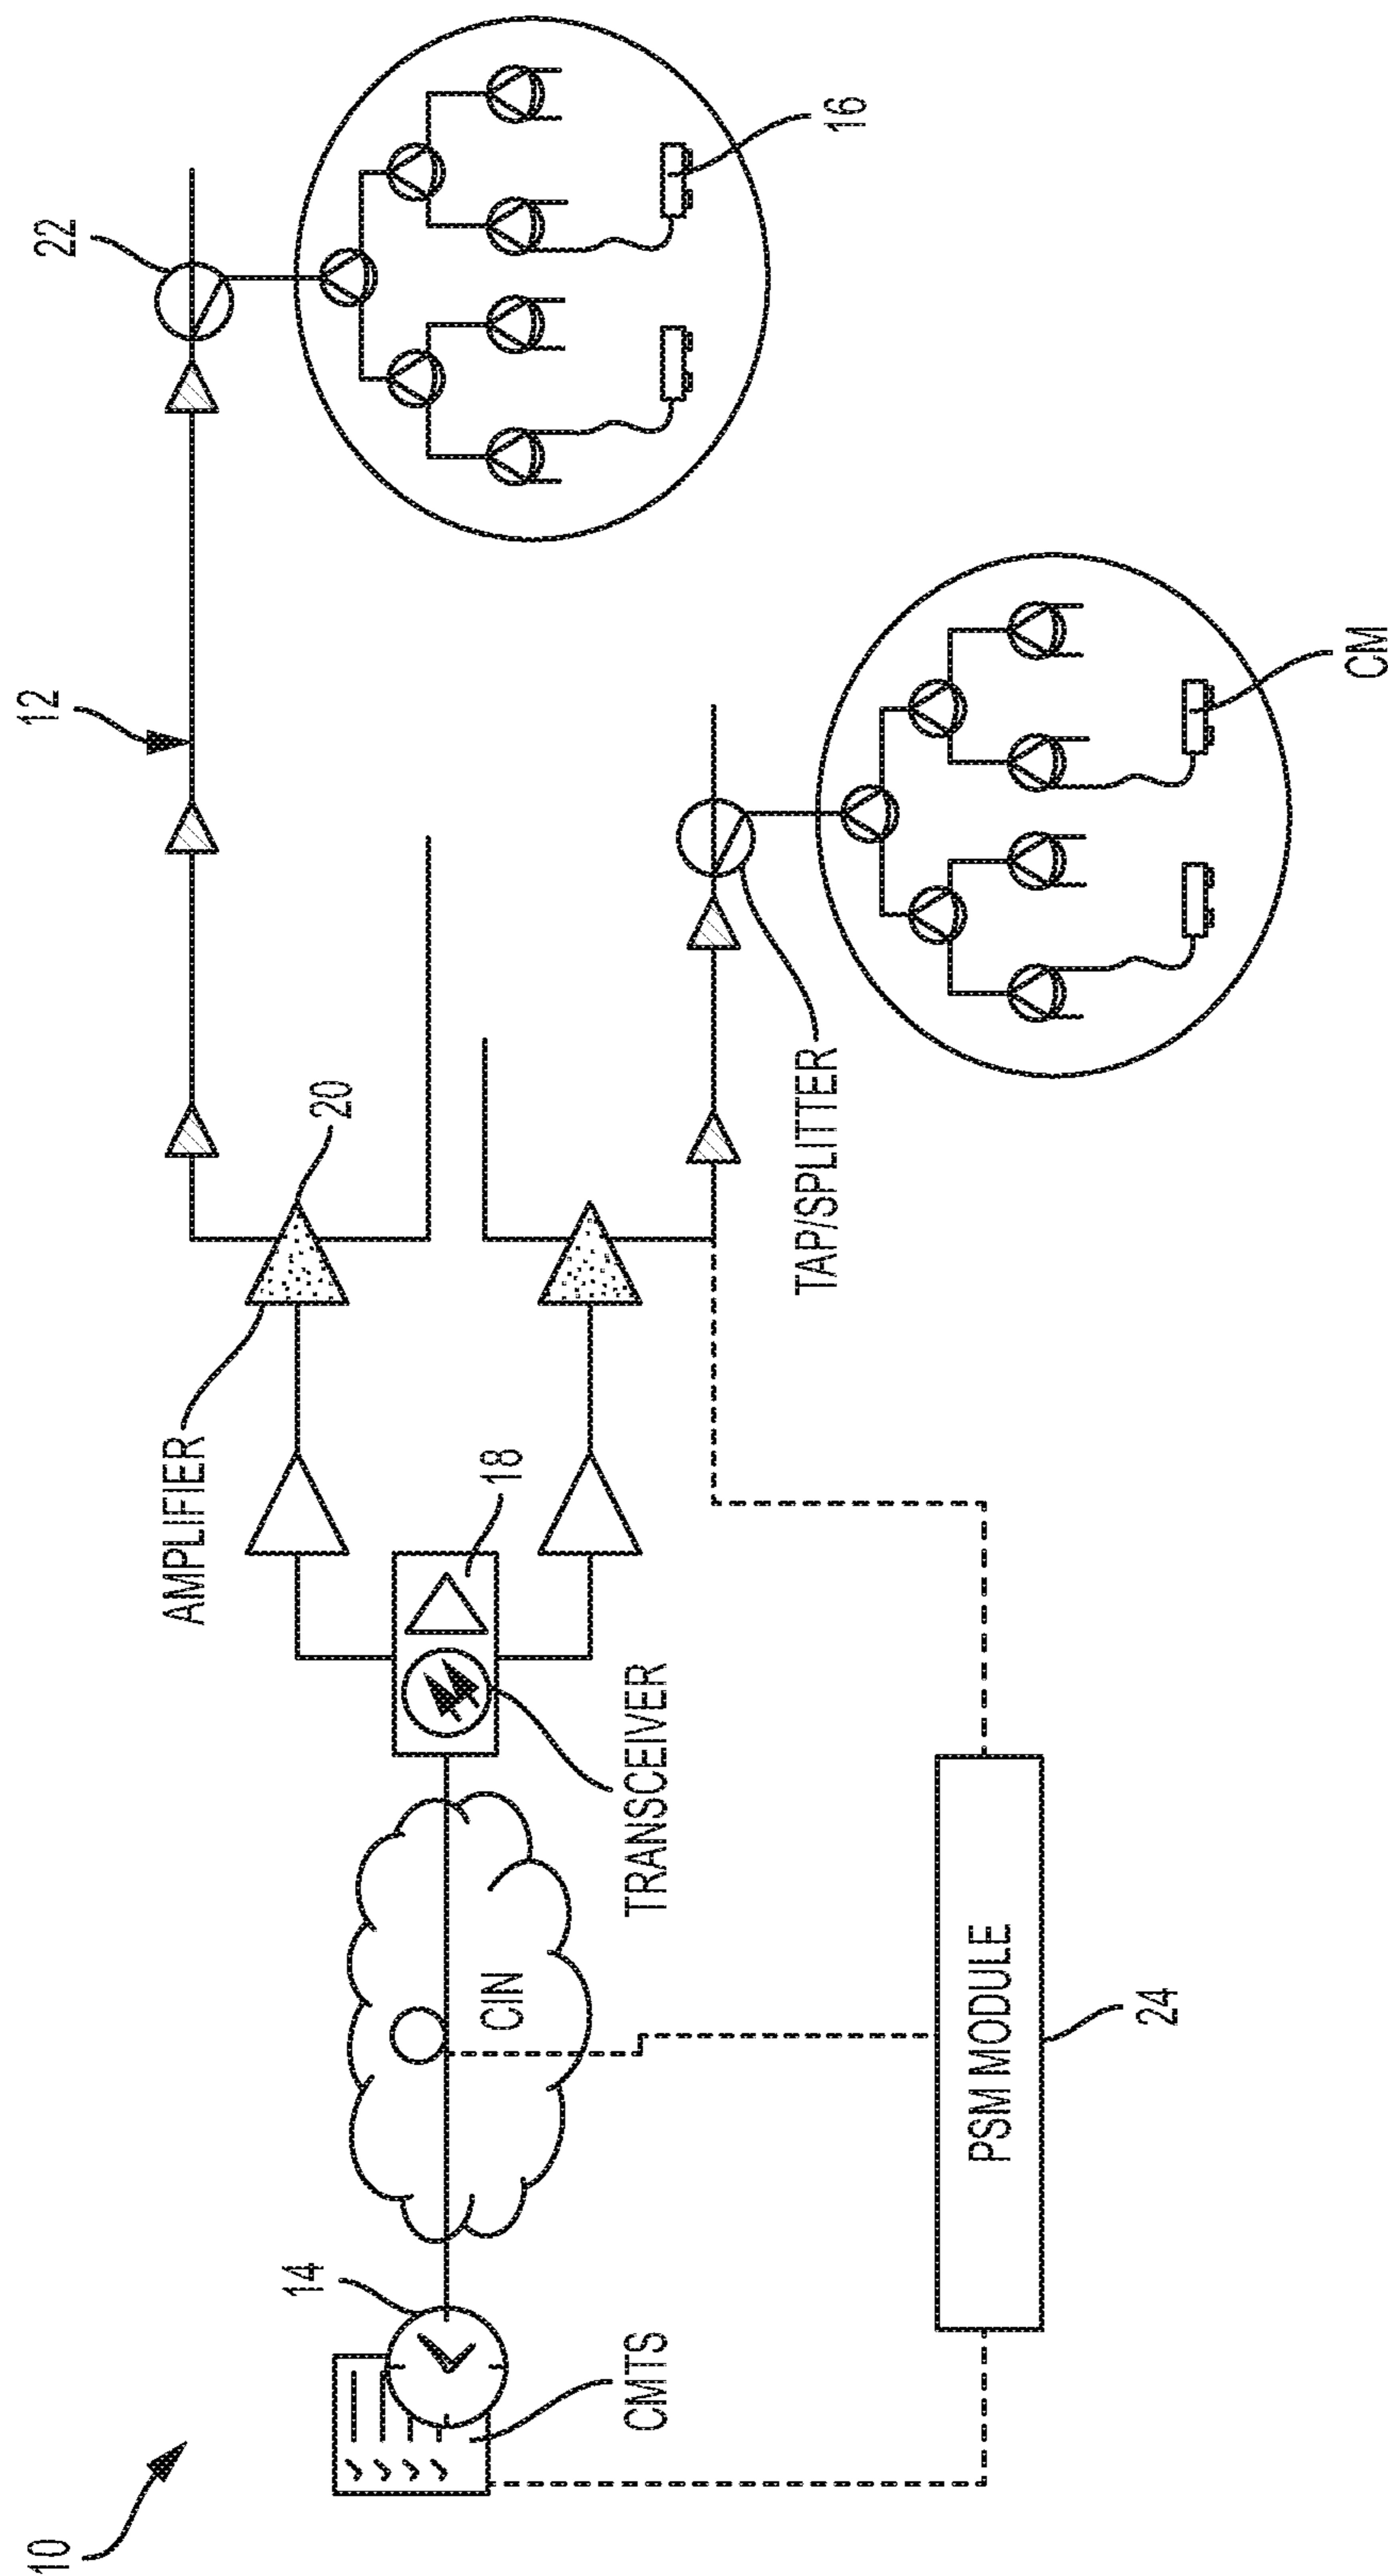 10
12
22
16
AMPLIFIER
20
14
18
CIN
TRANSCEIVER
CMTS
TAP/SPLITTER
PSM MODULE
24
CM